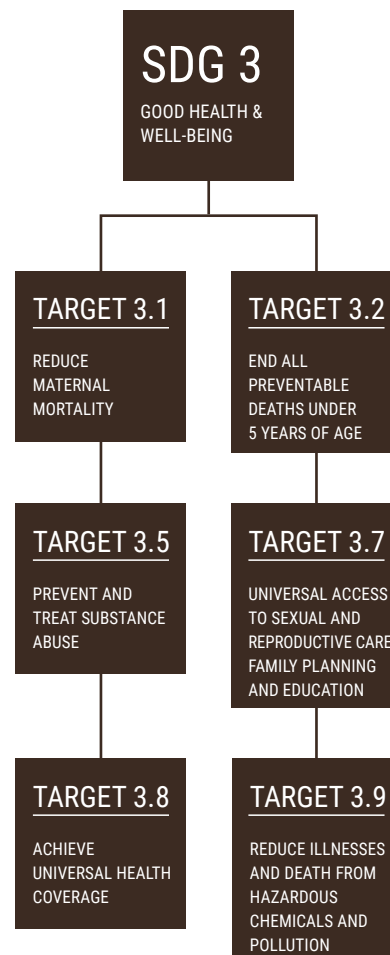 SDG 3
GOOD HEALTH &
WELL-BEING
TARGET 3.1
REDUCE
MATERNAL
MORTALITY
TARGET 3.2
END ALL
PREVENTABLE
DEATHS UNDER
5 YEARS OF AGE
TARGET 3.5
PREVENT AND
TREAT SUBSTANCE
ABUSE
TARGET 3.7
UNIVERSAL ACCESS
TO SEXUAL AND
REPRODUCTIVE CARE
FAMILY PLANNING
AND EDUCATION
TARGET 3.8
ACHIEVE
UNIVERSAL HEALTH
COVERAGE
TARGET 3.9
REDUCE ILLNESSES
AND DEATH FROM
HAZARDOUS
CHEMICALS AND
POLLUTION